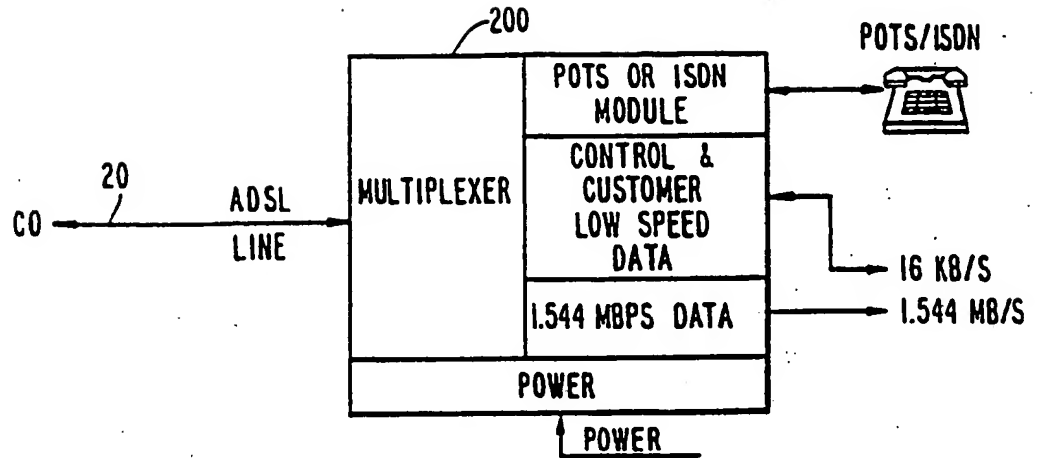 200
POTS/ISDN
POTS OR ISDN
MODULE
CONTROL &
CUSTOMER
LOW SPEED
DATA
MULTIPLEXER
20
ADSL
CO
LINE
16 KB/S
1.544 MBPS DATA
1.544 MB/S
POWER
POWER